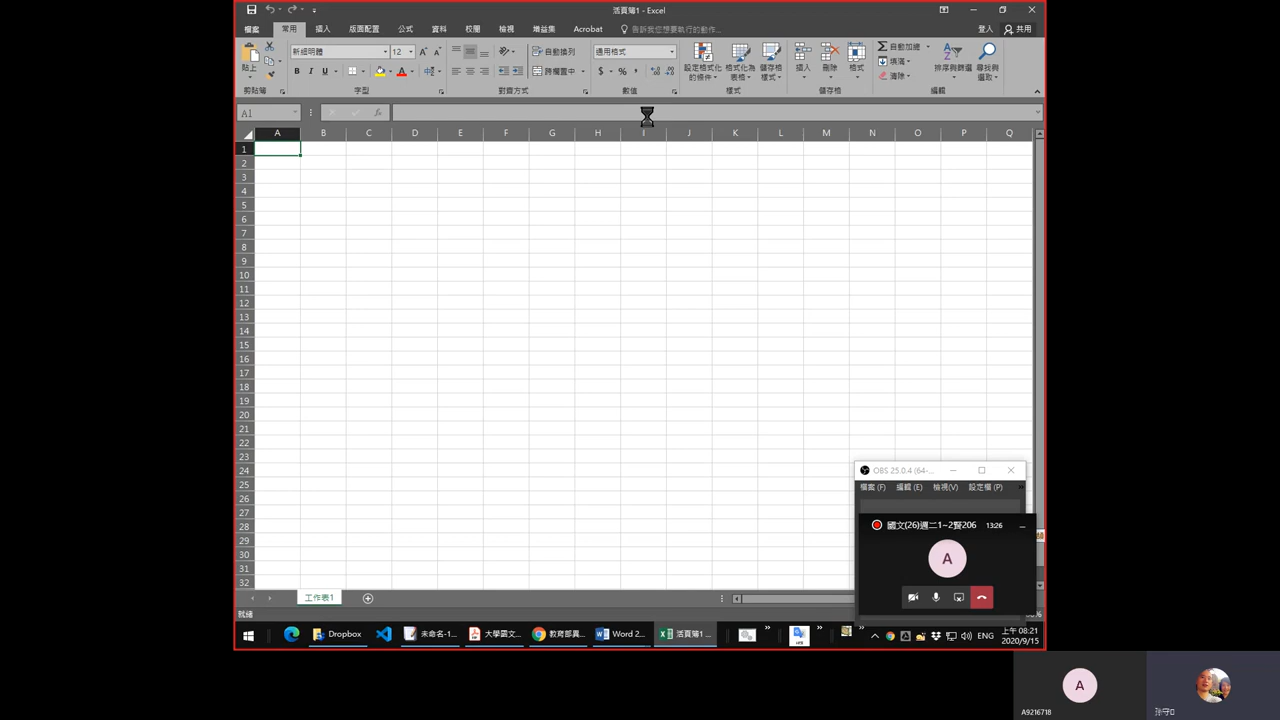 活頁簿1 - Excel
檔案 常用 插入 版面配置 公式 資料 校閱 檢視 增益集 Acrobat 告訴我您想要執行的動作... 登入 共用
貼上 新細明體 12 自動換列 通用格式 設定格式化的條件 格式化為表格 儲存格樣式 插入 刪除 格式 自動加總 填滿 清除 排序與篩選 尋找與選取
B I U 跨欄置中 $ % ,
剪貼簿 字型 對齊方式 數值 樣式 儲存格 編輯
A1 fx
A B C D E F G H I J K L M N O P Q
1
2
3
4
5
6
7
8
9
10
11
12
13
14
15
16
17
18
19
20
21
22
23
24
25
26
27
28
29
30
31
32
OBS 25.0.4 (64-...
檔案 (F) 編輯 (E) 檢視(V) 設定檔 (P)
國文(26)週二1~2賢206 13:26
A
工作表1
就緒
Dropbox 未命名-1... 大學國文... 教育部異... Word 2... 活頁簿1 ... ENG 上午 08:21
2020/9/15
A
A9216718